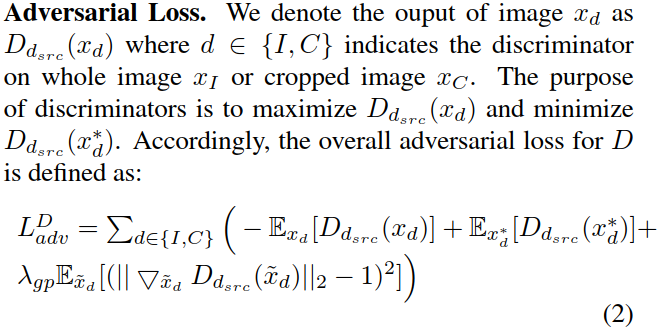 Adversarial Loss. We denote the ouput of image $x_d$ as
$D_{d_{src}}(x_d)$ where $d \in \{I, C\}$ indicates the discriminator
on whole image $x_I$ or cropped image $x_C$. The purpose
of discriminators is to maximize $D_{d_{src}}(x_d)$ and minimize
$D_{d_{src}}(x_d^*)$. Accordingly, the overall adversarial loss for $D$
is defined as:
$L_{adv}^D = \sum_{d \in \{I,C\}} \Big( - \mathbb{E}_{x_d}[D_{d_{src}}(x_d)] + \mathbb{E}_{x_d^*}[D_{d_{src}}(x_d^*)] +$
$\lambda_{gp} \mathbb{E}_{\tilde{x}_d}[(|| \bigtriangledown_{\tilde{x}_d} D_{d_{src}}(\tilde{x}_d)||_2 - 1)^2] \Big)$
(2)